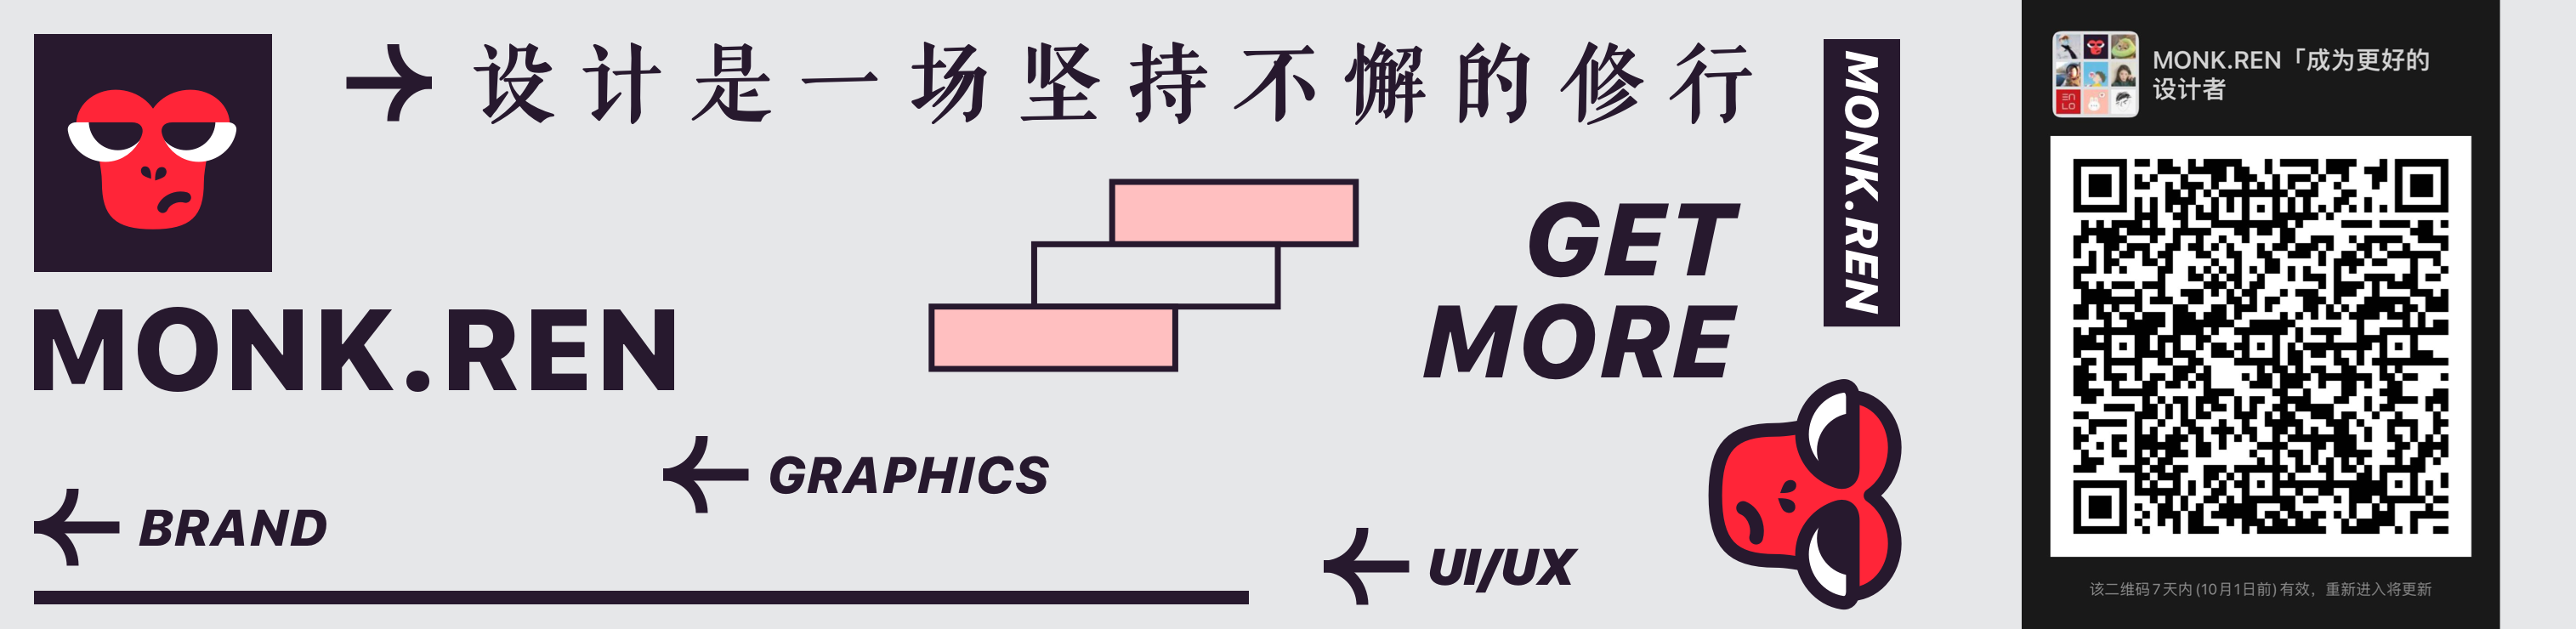 设计是一场坚持不懈的修行
MONK.REN
GET
MORE
MONK.REN
GRAPHICS
BRAND
UI/UX
MONK.REN「成为更好的
设计者
该二维码7天内(10月1日前)有效，重新进入将更新